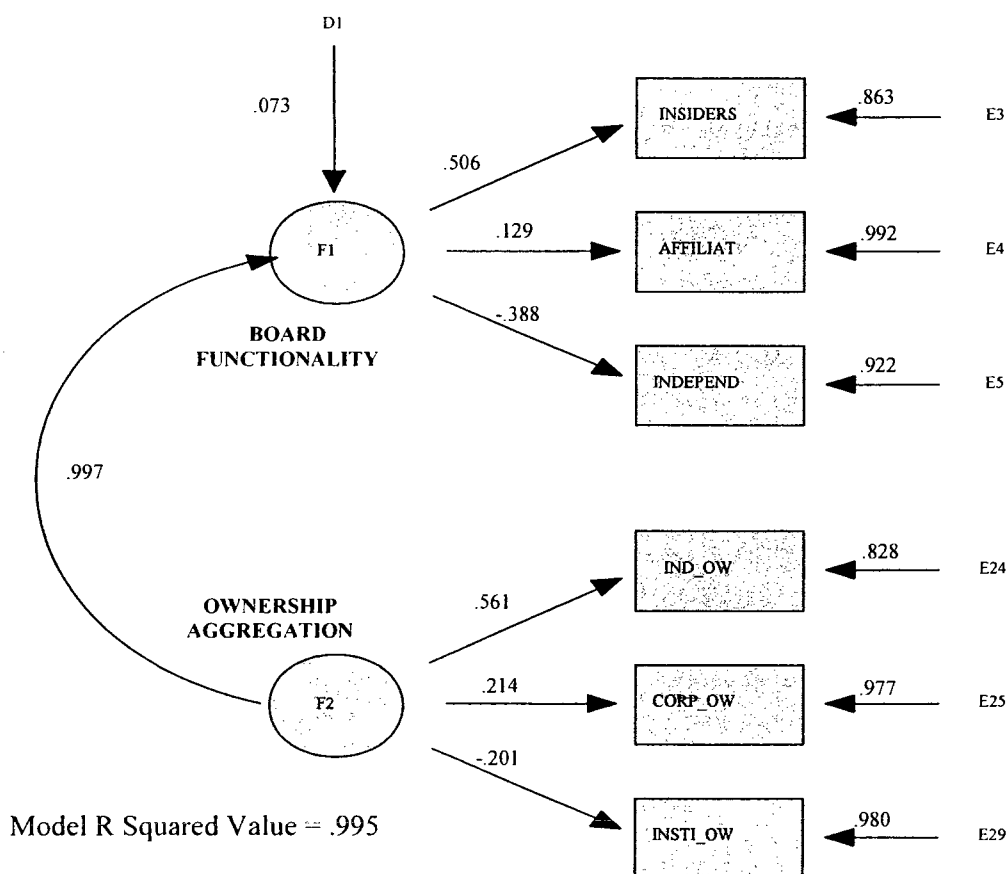 D1
.073
INSIDERS
.863
E3
.506
F1
.129
AFFILIAT
.992
E4
-.388
BOARD
FUNCTIONALITY
INDEPEND
.922
E5
.997
IND_OW
.828
E24
OWNERSHIP
AGGREGATION
.561
F2
.214
CORP_OW
.977
E25
-.201
Model R Squared Value = .995
INSTI_OW
.980
E29